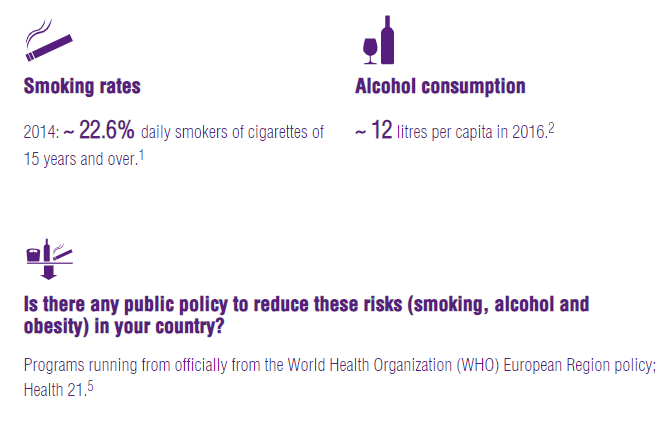 Smoking rates
2014: ~ 22.6% daily smokers of cigarettes of
15 years and over.1
Alcohol consumption
~ 12 litres per capita in 2016.2
Is there any public policy to reduce these risks (smoking, alcohol and
obesity) in your country?
Programs running from officially from the World Health Organization (WHO) European Region policy;
Health 21.5